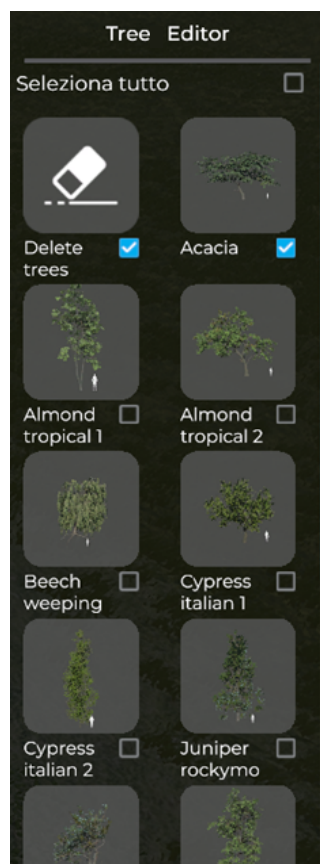 Tree Editor
Seleziona tutto
Delete
trees
Acacia
Almond
tropical 1
Almond
tropical 2
Beech
weeping
Cypress
italian 1
Cypress
italian 2
Juniper
rockymo